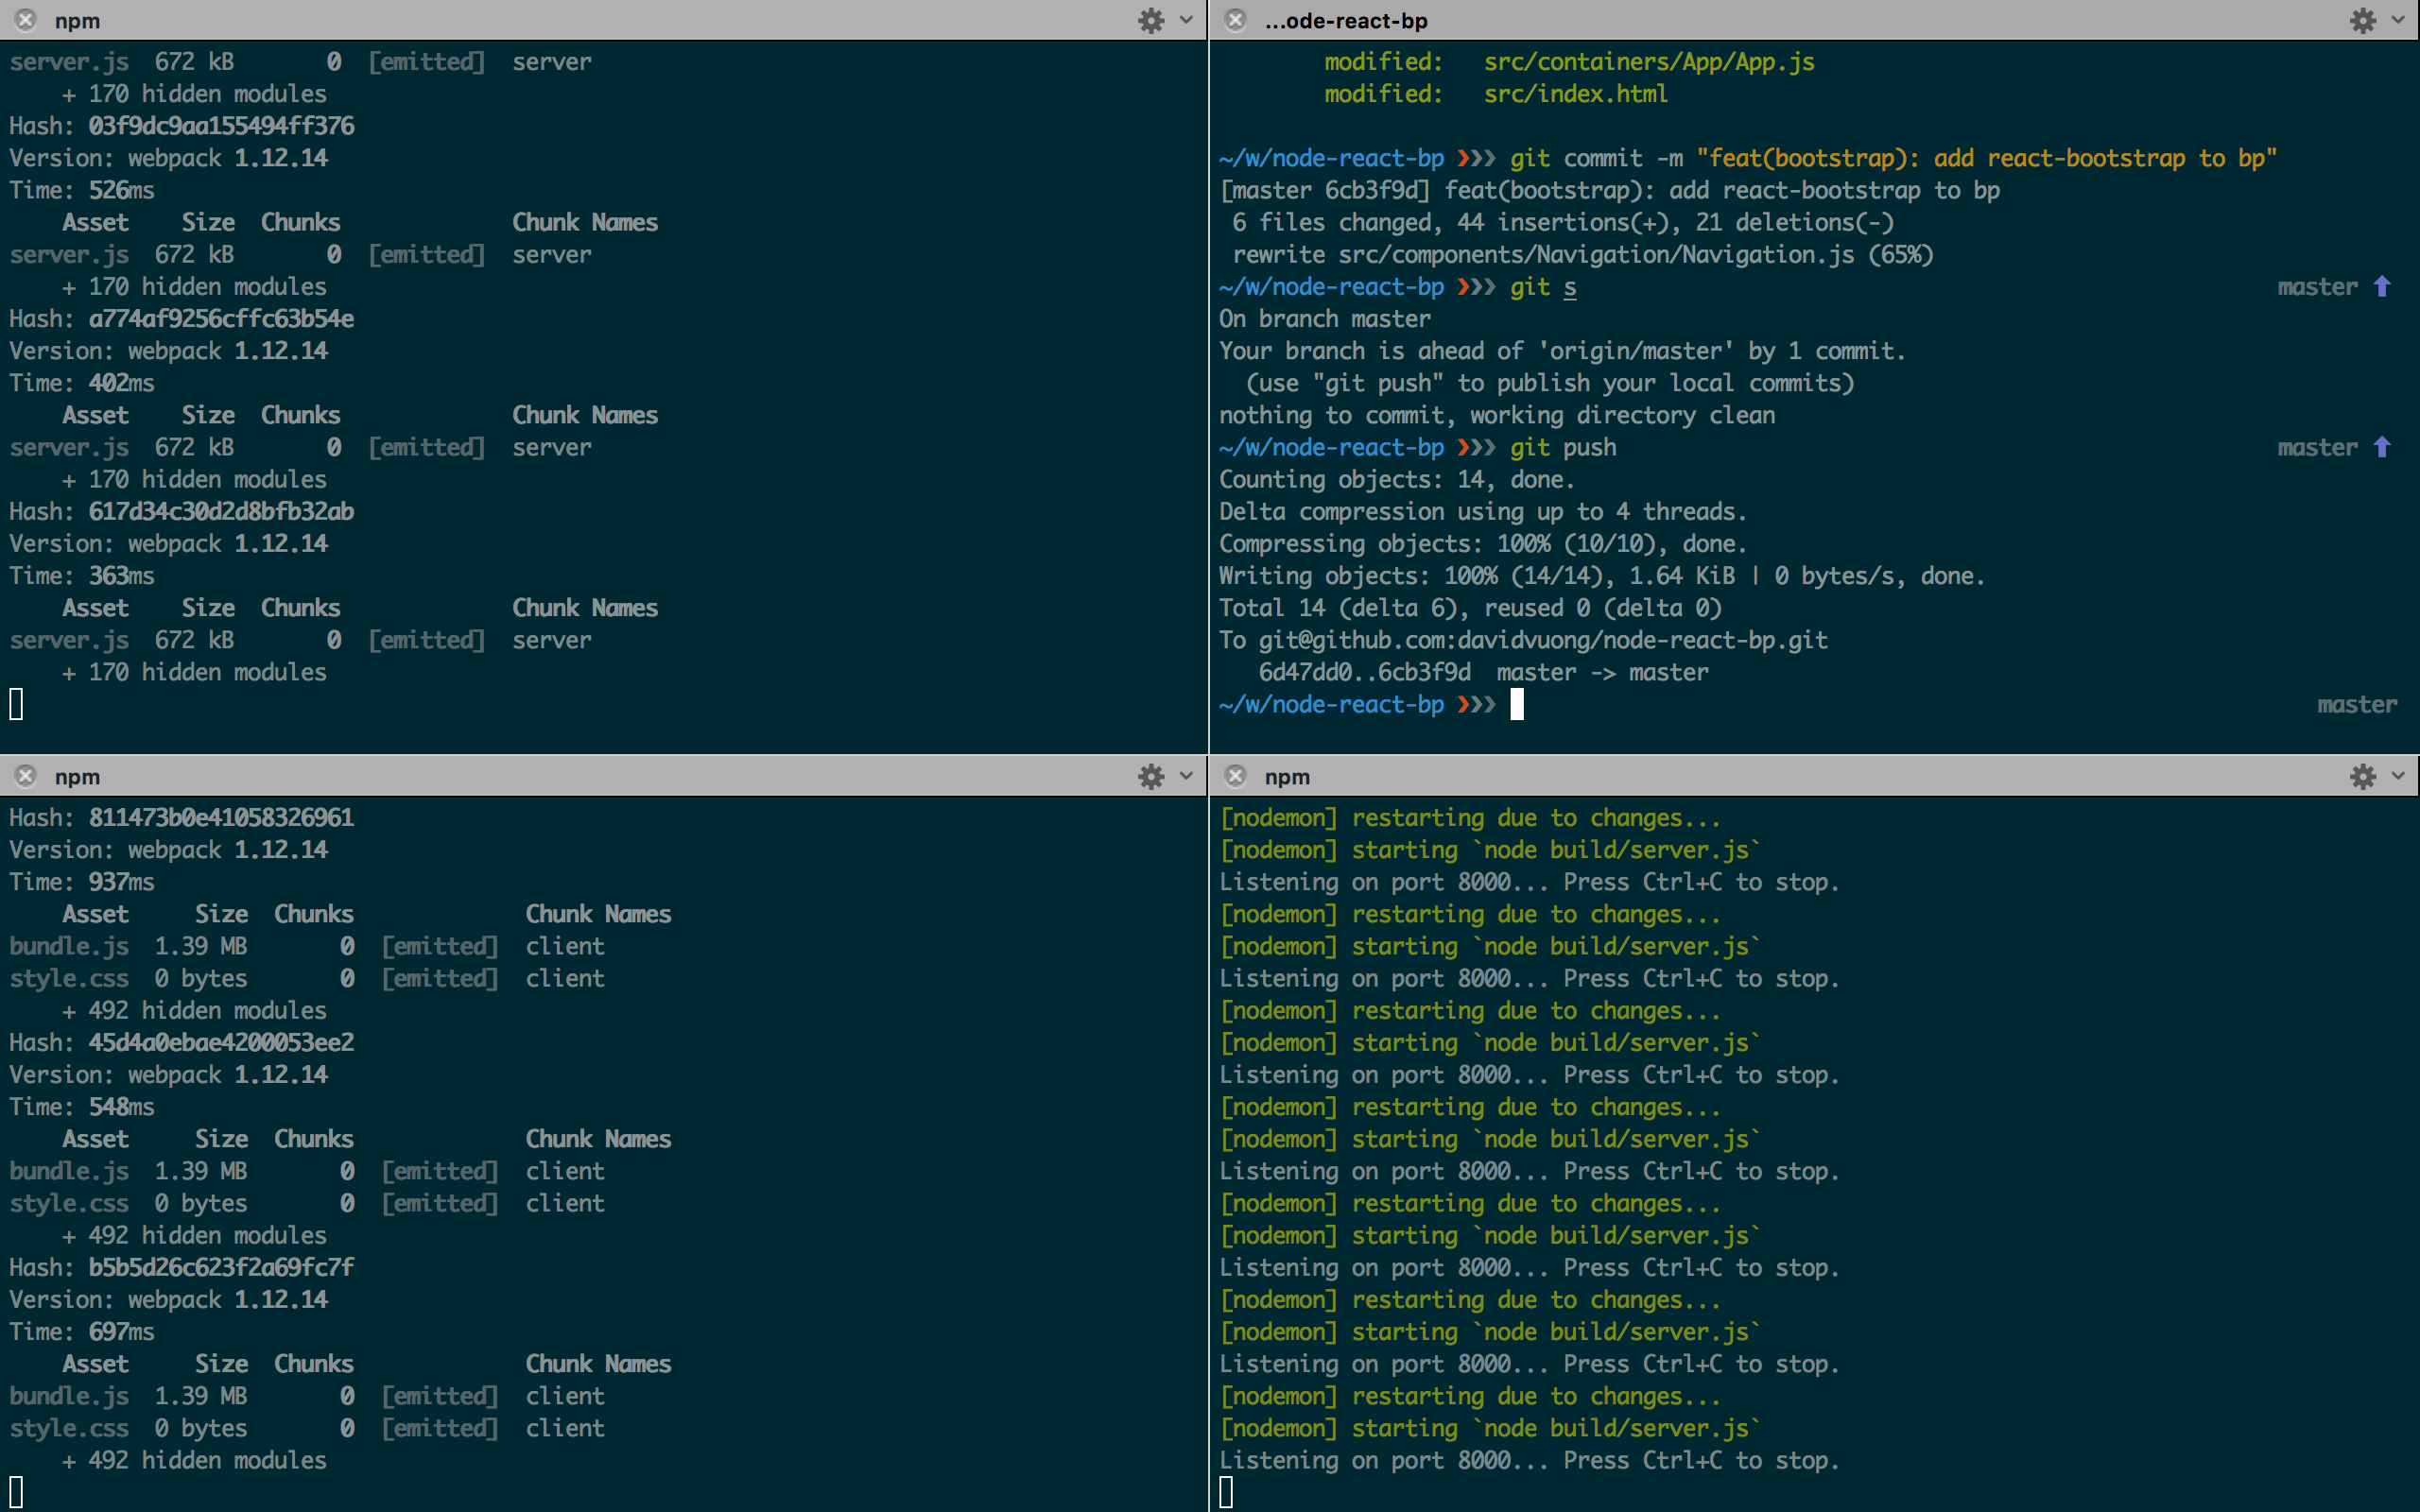 npm
server.js  672 kB       0  [emitted]  server
    + 170 hidden modules
Hash: 03f9dc9aa155494ff376
Version: webpack 1.12.14
Time: 526ms
    Asset    Size  Chunks             Chunk Names
server.js  672 kB       0  [emitted]  server
    + 170 hidden modules
Hash: a774af9256cffc63b54e
Version: webpack 1.12.14
Time: 402ms
    Asset    Size  Chunks             Chunk Names
server.js  672 kB       0  [emitted]  server
    + 170 hidden modules
Hash: 617d34c30d2d8bfb32ab
Version: webpack 1.12.14
Time: 363ms
    Asset    Size  Chunks             Chunk Names
server.js  672 kB       0  [emitted]  server
    + 170 hidden modules
...ode-react-bp
        modified:   src/containers/App/App.js
        modified:   src/index.html
~/w/node-react-bp ❯❯❯ git commit -m "feat(bootstrap): add react-bootstrap to bp"
[master 6cb3f9d] feat(bootstrap): add react-bootstrap to bp
 6 files changed, 44 insertions(+), 21 deletions(-)
 rewrite src/components/Navigation/Navigation.js (65%)
~/w/node-react-bp ❯❯❯ git s master ⬆
On branch master
Your branch is ahead of 'origin/master' by 1 commit.
  (use "git push" to publish your local commits)
nothing to commit, working directory clean
~/w/node-react-bp ❯❯❯ git push master ⬆
Counting objects: 14, done.
Delta compression using up to 4 threads.
Compressing objects: 100% (10/10), done.
Writing objects: 100% (14/14), 1.64 KiB | 0 bytes/s, done.
Total 14 (delta 6), reused 0 (delta 0)
To git@github.com:davidvuong/node-react-bp.git
   6d47dd0..6cb3f9d  master -> master
~/w/node-react-bp ❯❯❯ master
npm
Hash: 811473b0e41058326961
Version: webpack 1.12.14
Time: 937ms
    Asset     Size  Chunks             Chunk Names
bundle.js  1.39 MB       0  [emitted]  client
style.css  0 bytes       0  [emitted]  client
    + 492 hidden modules
Hash: 45d4a0ebae4200053ee2
Version: webpack 1.12.14
Time: 548ms
    Asset     Size  Chunks             Chunk Names
bundle.js  1.39 MB       0  [emitted]  client
style.css  0 bytes       0  [emitted]  client
    + 492 hidden modules
Hash: b5b5d26c623f2a69fc7f
Version: webpack 1.12.14
Time: 697ms
    Asset     Size  Chunks             Chunk Names
bundle.js  1.39 MB       0  [emitted]  client
style.css  0 bytes       0  [emitted]  client
    + 492 hidden modules
npm
[nodemon] restarting due to changes...
[nodemon] starting `node build/server.js`
Listening on port 8000... Press Ctrl+C to stop.
[nodemon] restarting due to changes...
[nodemon] starting `node build/server.js`
Listening on port 8000... Press Ctrl+C to stop.
[nodemon] restarting due to changes...
[nodemon] starting `node build/server.js`
Listening on port 8000... Press Ctrl+C to stop.
[nodemon] restarting due to changes...
[nodemon] starting `node build/server.js`
Listening on port 8000... Press Ctrl+C to stop.
[nodemon] restarting due to changes...
[nodemon] starting `node build/server.js`
Listening on port 8000... Press Ctrl+C to stop.
[nodemon] restarting due to changes...
[nodemon] starting `node build/server.js`
Listening on port 8000... Press Ctrl+C to stop.
[nodemon] restarting due to changes...
[nodemon] starting `node build/server.js`
Listening on port 8000... Press Ctrl+C to stop.